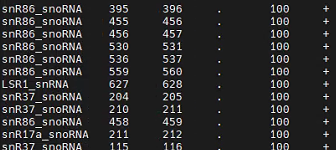 snR86_snoRNA 395 396 . 100 +
snR86_snoRNA 455 456 . 100 +
snR86_snoRNA 456 457 . 100 +
snR86_snoRNA 530 531 . 100 +
snR86_snoRNA 536 537 . 100 +
snR86_snoRNA 559 560 . 100 +
LSR1_snRNA 627 628 . 100 +
snR37_snoRNA 204 205 . 100 +
snR37_snoRNA 210 211 . 100 +
snR86_snoRNA 458 459 . 100 +
snR17a_snoRNA 211 212 . 100 +
snR37_snoRNA 115 116 . 100 +